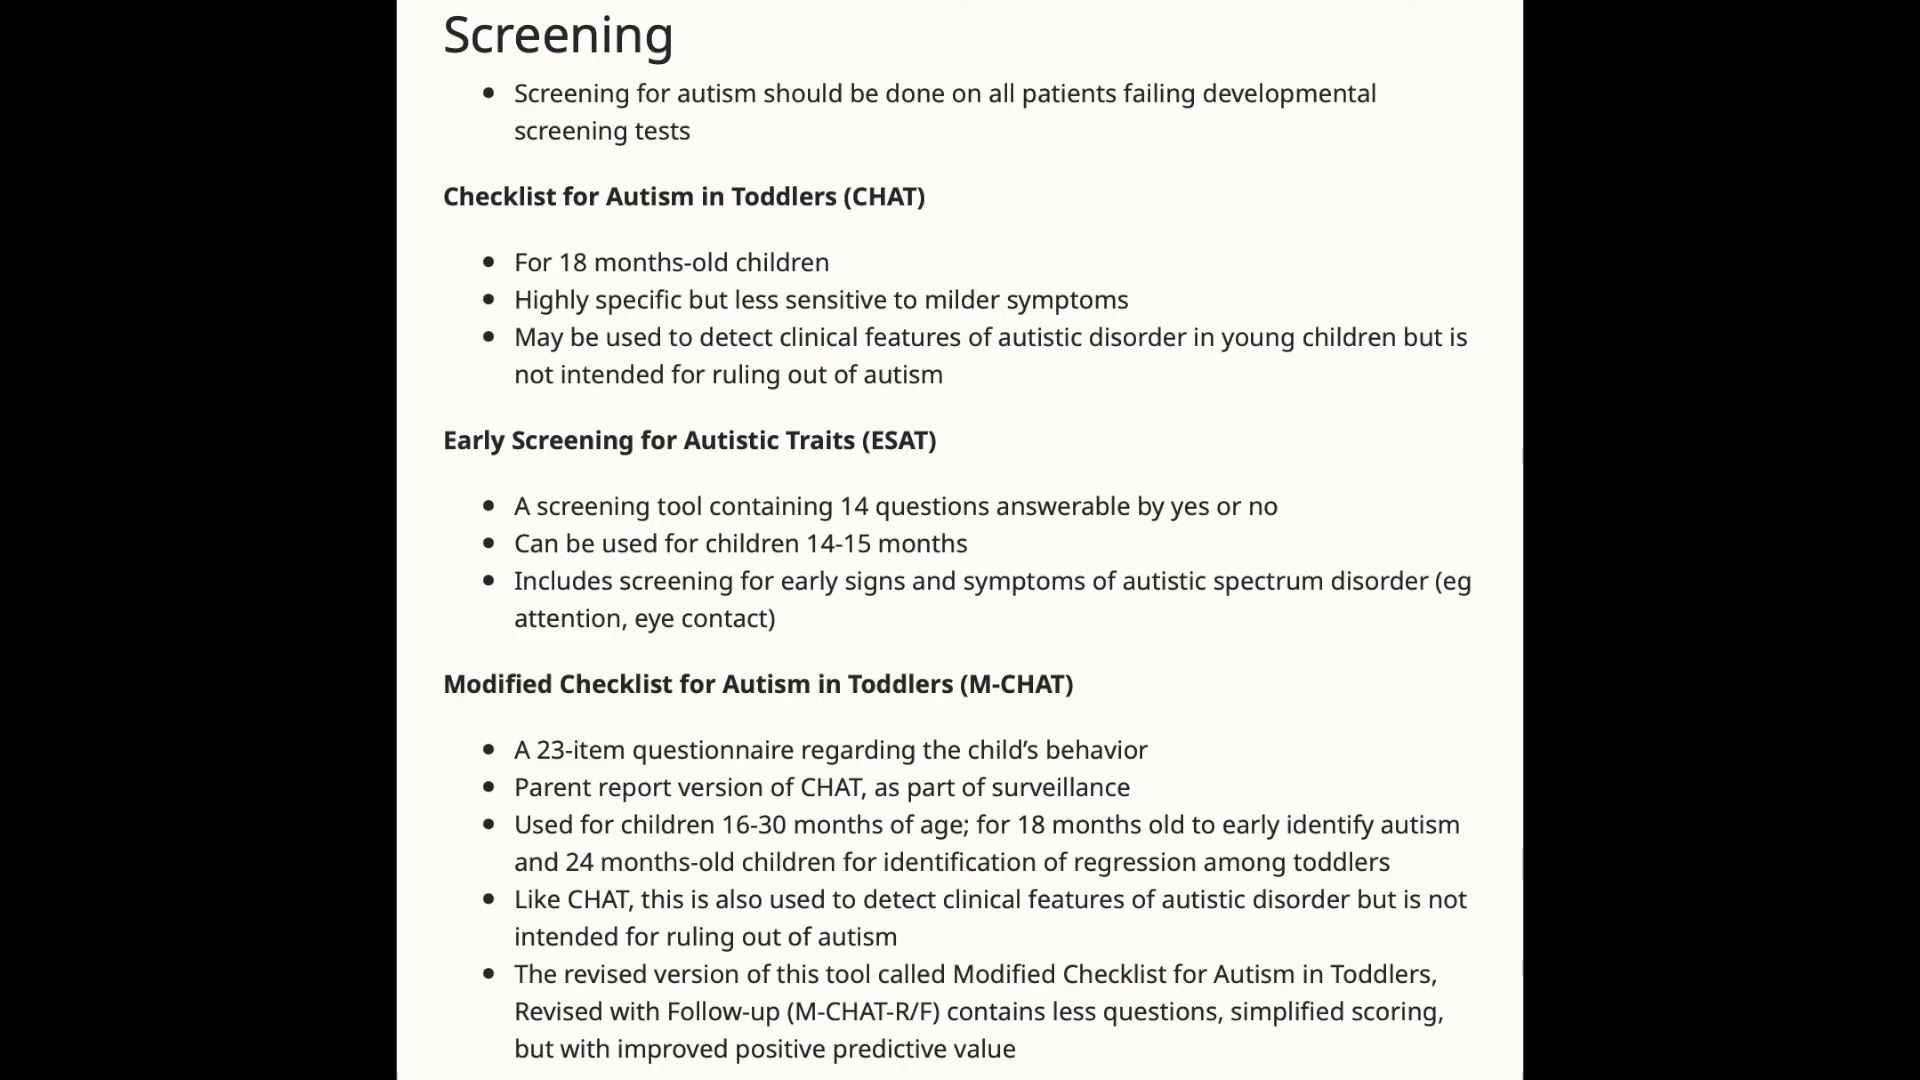 Screening
• Screening for autism should be done on all patients failing developmental
screening tests
Checklist for Autism in Toddlers (CHAT)
• For 18 months-old children
• Highly specific but less sensitive to milder symptoms
• May be used to detect clinical features of autistic disorder in young children but is
not intended for ruling out of autism
Early Screening for Autistic Traits (ESAT)
• A screening tool containing 14 questions answerable by yes or no
• Can be used for children 14-15 months
• Includes screening for early signs and symptoms of autistic spectrum disorder (eg
attention, eye contact)
Modified Checklist for Autism in Toddlers (M-CHAT)
• A 23-item questionnaire regarding the child’s behavior
• Parent report version of CHAT, as part of surveillance
• Used for children 16-30 months of age; for 18 months old to early identify autism
and 24 months-old children for identification of regression among toddlers
• Like CHAT, this is also used to detect clinical features of autistic disorder but is not
intended for ruling out of autism
• The revised version of this tool called Modified Checklist for Autism in Toddlers,
Revised with Follow-up (M-CHAT-R/F) contains less questions, simplified scoring,
but with improved positive predictive value